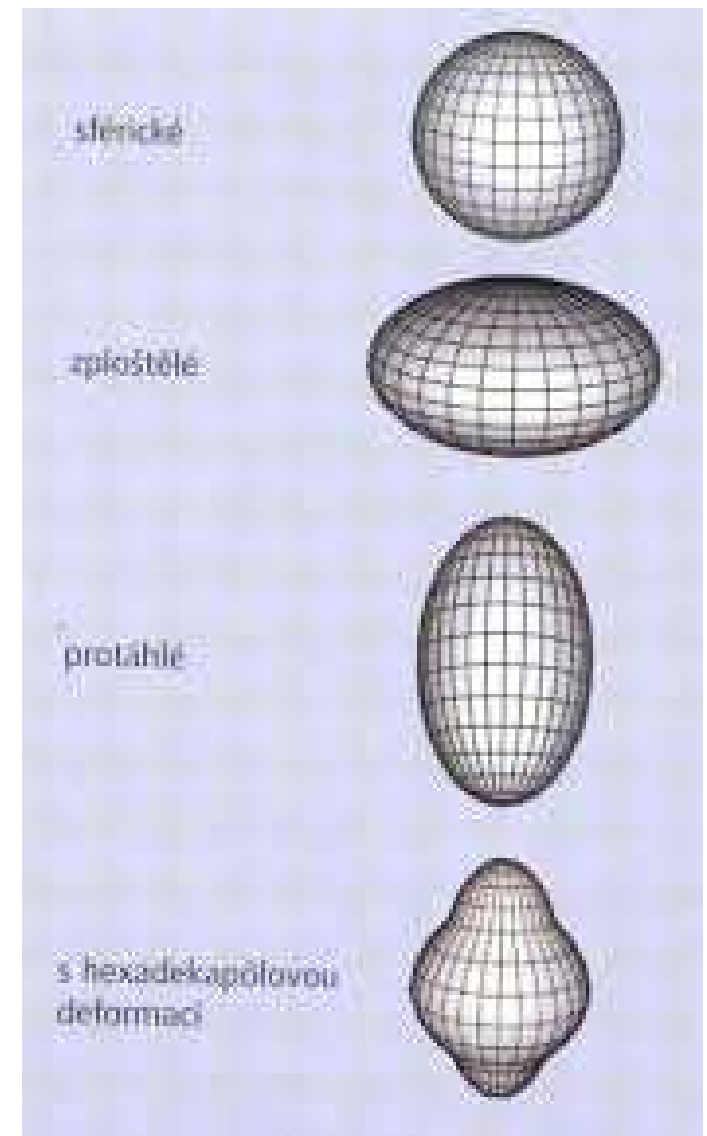 sférické
zploštělé
protáhlé
s hexadekapólovou
deformací